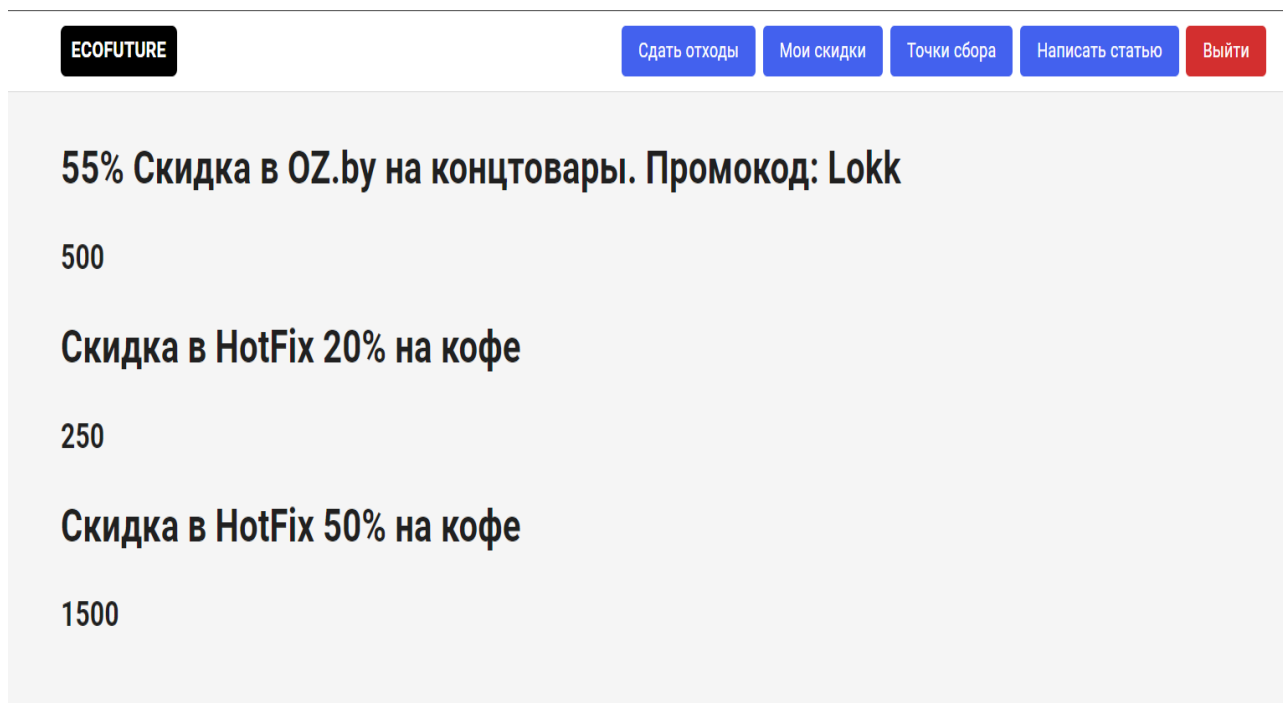 ECOFUTURE
Сдать отходы
Мои скидки
Точки сбора
Написать статью
Выйти
55% Скидка в OZ.by на концтовары. Промокод: Lokk
500
Скидка в HotFix 20% на кофе
250
Скидка в HotFix 50% на кофе
1500